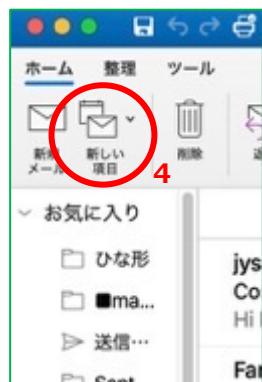 ホーム 整理 ツール
新規 新しい 削除
メール 項目
4
お気に入り
ひな形
■ma...
送信…
jys
Co
Hi
Far
Sent